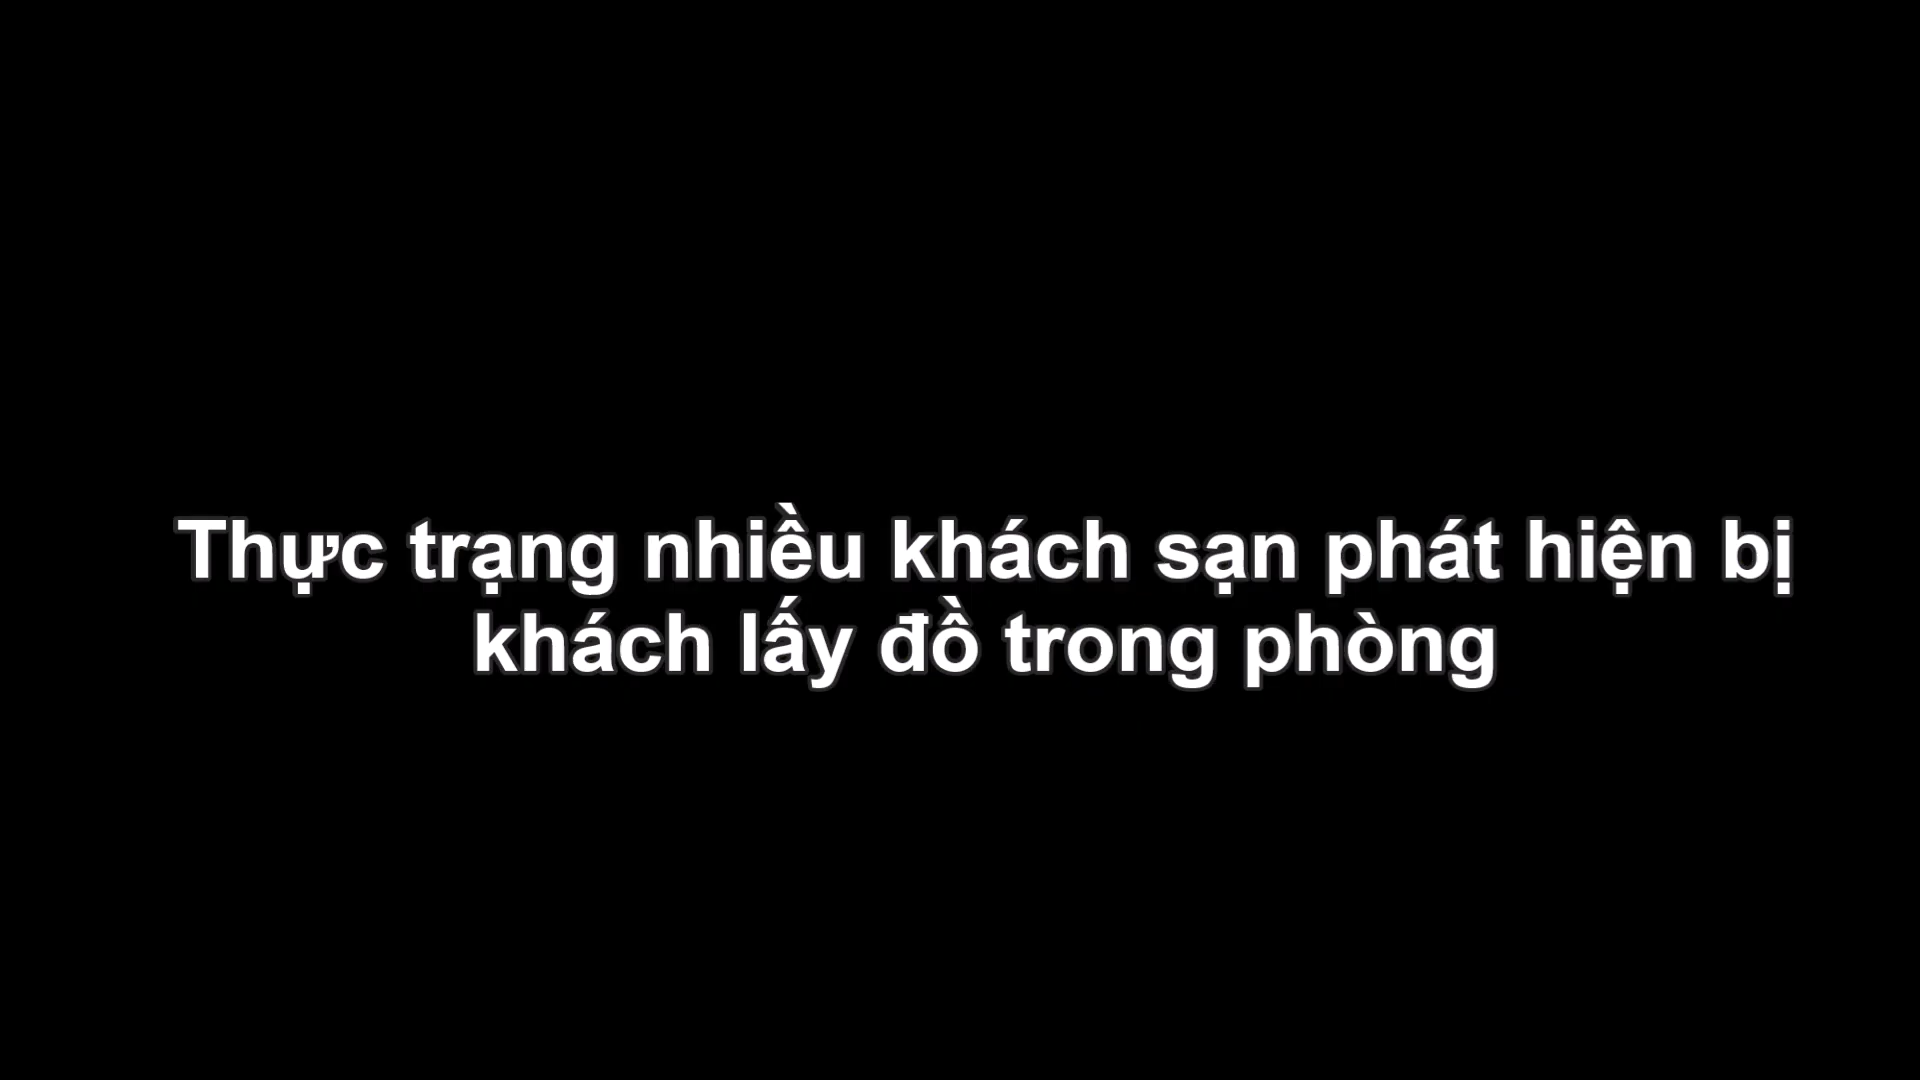 Thực trạng nhiều khách sạn phát hiện bị
khách lấy đồ trong phòng